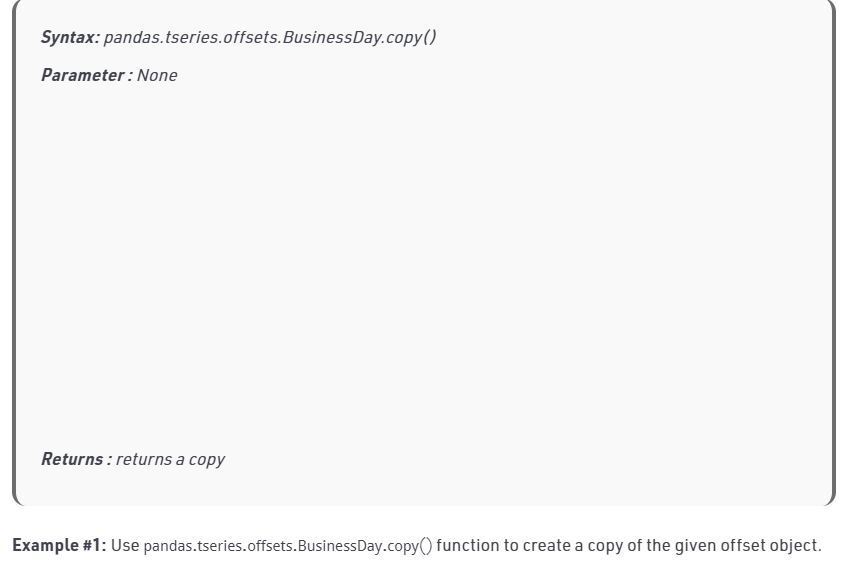 Syntax: pandas.tseries.offsets.BusinessDay.copy()
Parameter : None
Returns : returns a copy
Example #1: Use pandas.tseries.offsets.BusinessDay.copy() function to create a copy of the given offset object.